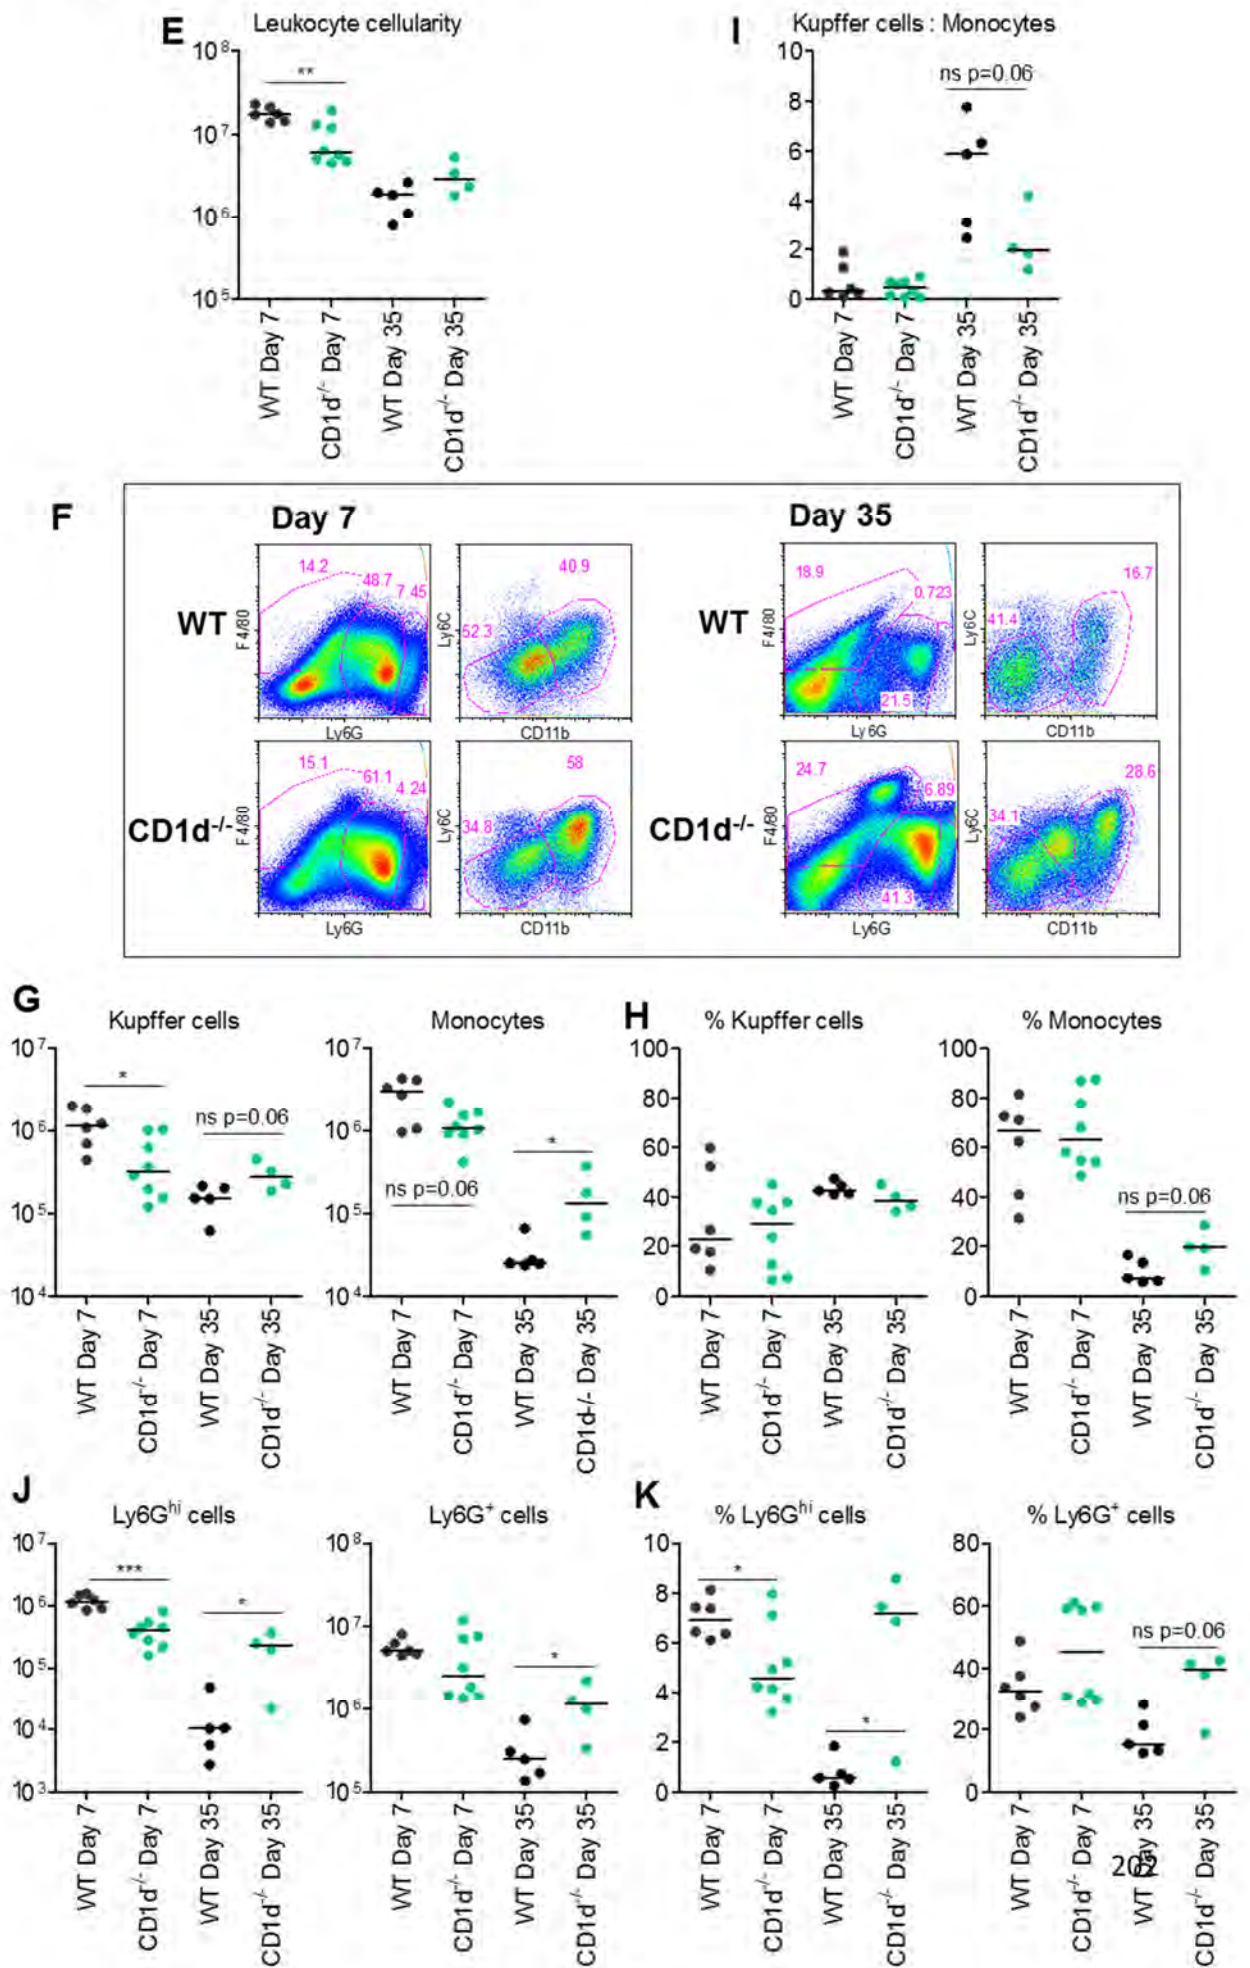 E
Leukocyte cellularity
10⁸
10⁷
10⁶
10⁵
**
WT Day 7
CD1d⁻/⁻ Day 7
WT Day 35
CD1d⁻/⁻ Day 35
I
Kupffer cells : Monocytes
10
8
6
4
2
0
ns p=0.06
WT Day 7
CD1d⁻/⁻ Day 7
WT Day 35
CD1d⁻/⁻ Day 35
F
Day 7
Day 35
WT
F4/80
14.2
48.7
7.45
Ly6G
Ly6C
52.3
40.9
CD11b
WT
F4/80
18.9
0.723
21.5
Ly6G
Ly6C
41.4
16.7
CD11b
CD1d⁻/⁻
F4/80
15.1
61.1
4.24
Ly6G
Ly6C
34.8
58
CD11b
CD1d⁻/⁻
F4/80
24.7
6.89
41.3
Ly6G
Ly6C
34.1
28.6
CD11b
G
Kupffer cells
10⁷
10⁶
10⁵
10⁴
*
ns p=0.06
WT Day 7
CD1d⁻/⁻ Day 7
WT Day 35
CD1d⁻/⁻ Day 35
Monocytes
10⁷
10⁶
10⁵
10⁴
ns p=0.06
*
WT Day 7
CD1d⁻/⁻ Day 7
WT Day 35
CD1d-/- Day 35
H
% Kupffer cells
100
80
60
40
20
0
WT Day 7
CD1d⁻/⁻ Day 7
WT Day 35
CD1d⁻/⁻ Day 35
% Monocytes
100
80
60
40
20
0
ns p=0.06
WT Day 7
CD1d⁻/⁻ Day 7
WT Day 35
CD1d⁻/⁻ Day 35
J
Ly6Gʰⁱ cells
10⁷
10⁶
10⁵
10⁴
10³
***
*
WT Day 7
CD1d⁻/⁻ Day 7
WT Day 35
CD1d⁻/⁻ Day 35
Ly6G⁺ cells
10⁸
10⁷
10⁶
10⁵
*
WT Day 7
CD1d⁻/⁻ Day 7
WT Day 35
CD1d⁻/⁻ Day 35
K
% Ly6Gʰⁱ cells
10
8
6
4
2
0
*
*
WT Day 7
CD1d⁻/⁻ Day 7
WT Day 35
CD1d⁻/⁻ Day 35
% Ly6G⁺ cells
80
60
40
20
0
ns p=0.06
WT Day 7
CD1d⁻/⁻ Day 7
WT Day 35
CD1d⁻/⁻ Day 35
202